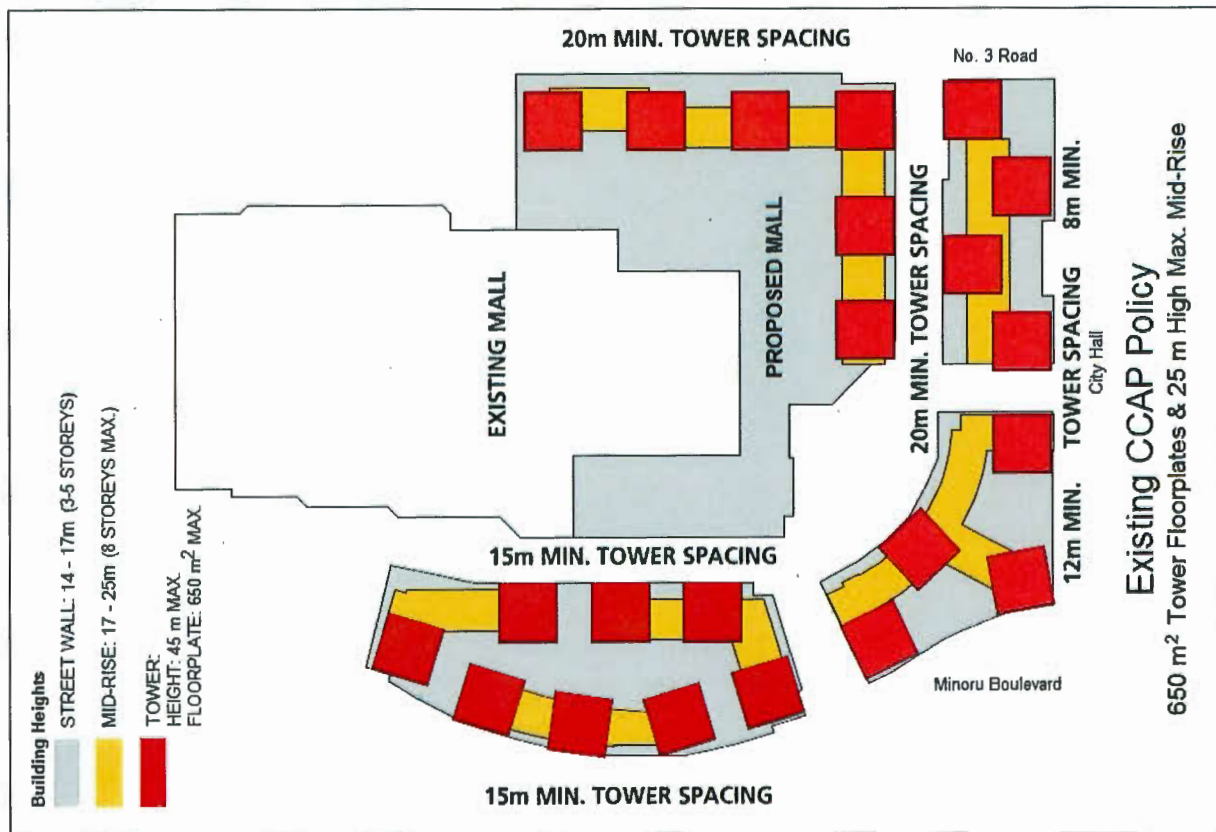 Building Heights
STREET WALL: 14 - 17m (3-5 STOREYS)
MID-RISE: 17 - 25m (8 STOREYS MAX.)
TOWER:
HEIGHT: 45 m MAX.
FLOORPLATE: 650 m² MAX.
20m MIN. TOWER SPACING
No. 3 Road
EXISTING MALL
PROPOSED MALL
20m MIN. TOWER SPACING
8m MIN.
TOWER SPACING
City Hall
12m MIN.
15m MIN. TOWER SPACING
Minoru Boulevard
15m MIN. TOWER SPACING
Existing CCAP Policy
650 m² Tower Floorplates & 25 m High Max. Mid-Rise